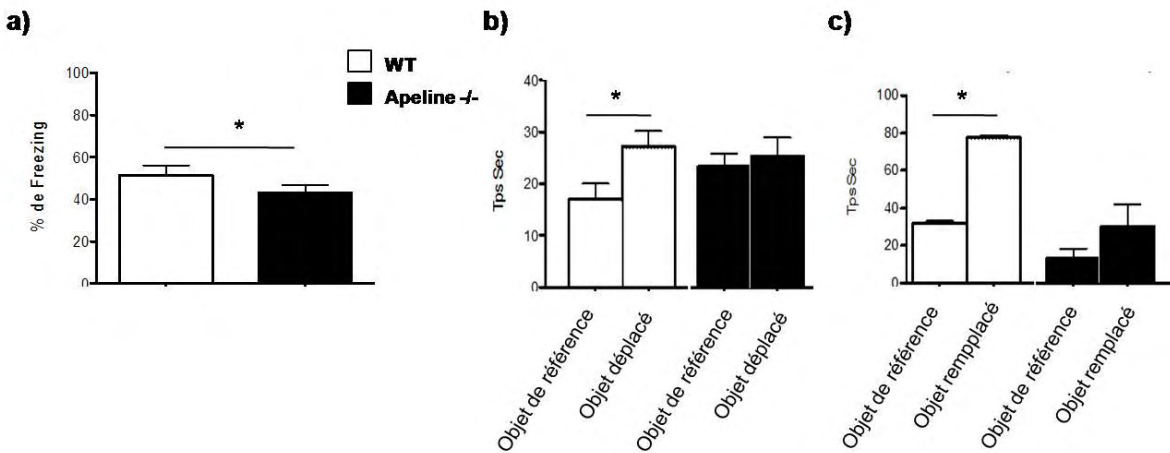 a)
WT
Apeline -/-
% de Freezing
100
80
60
40
20
0
*
b)
Tps Sec
40
30
20
10
0
*
Objet de référence
Objet déplacé
Objet de référence
Objet déplacé
c)
Tps Sec
100
80
60
40
20
0
*
Objet de référence
Objet rempplacé
Objet de référence
Objet remplacé